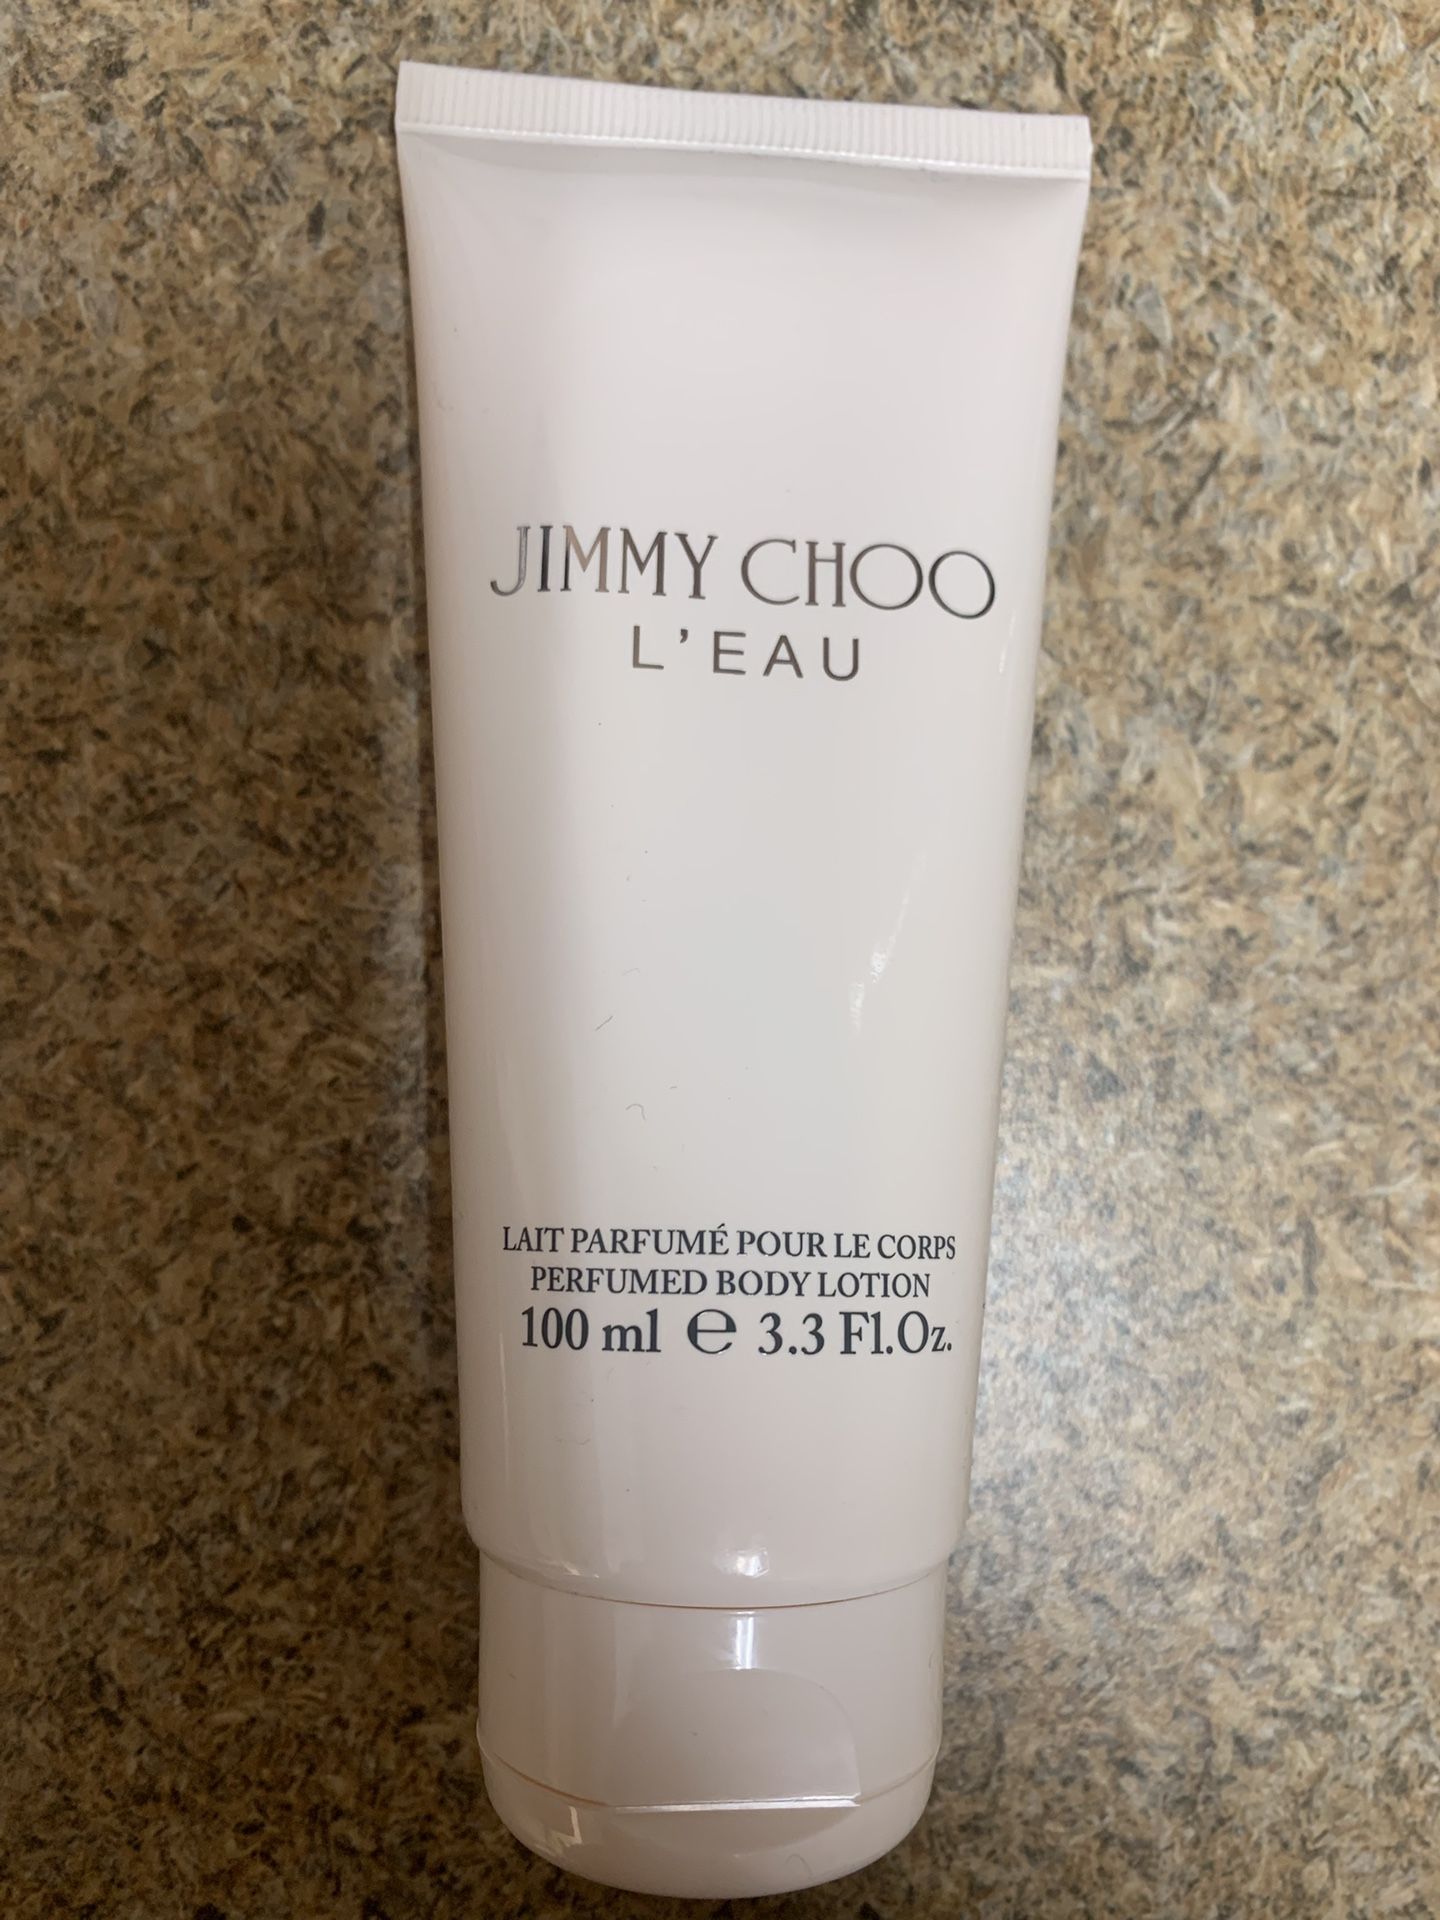 JIMMY CHOO
L'EAU
LAIT PARFUMÉ POUR LE CORPS
PERFUMED BODY LOTION
100 ml ℮ 3.3 Fl.Oz.